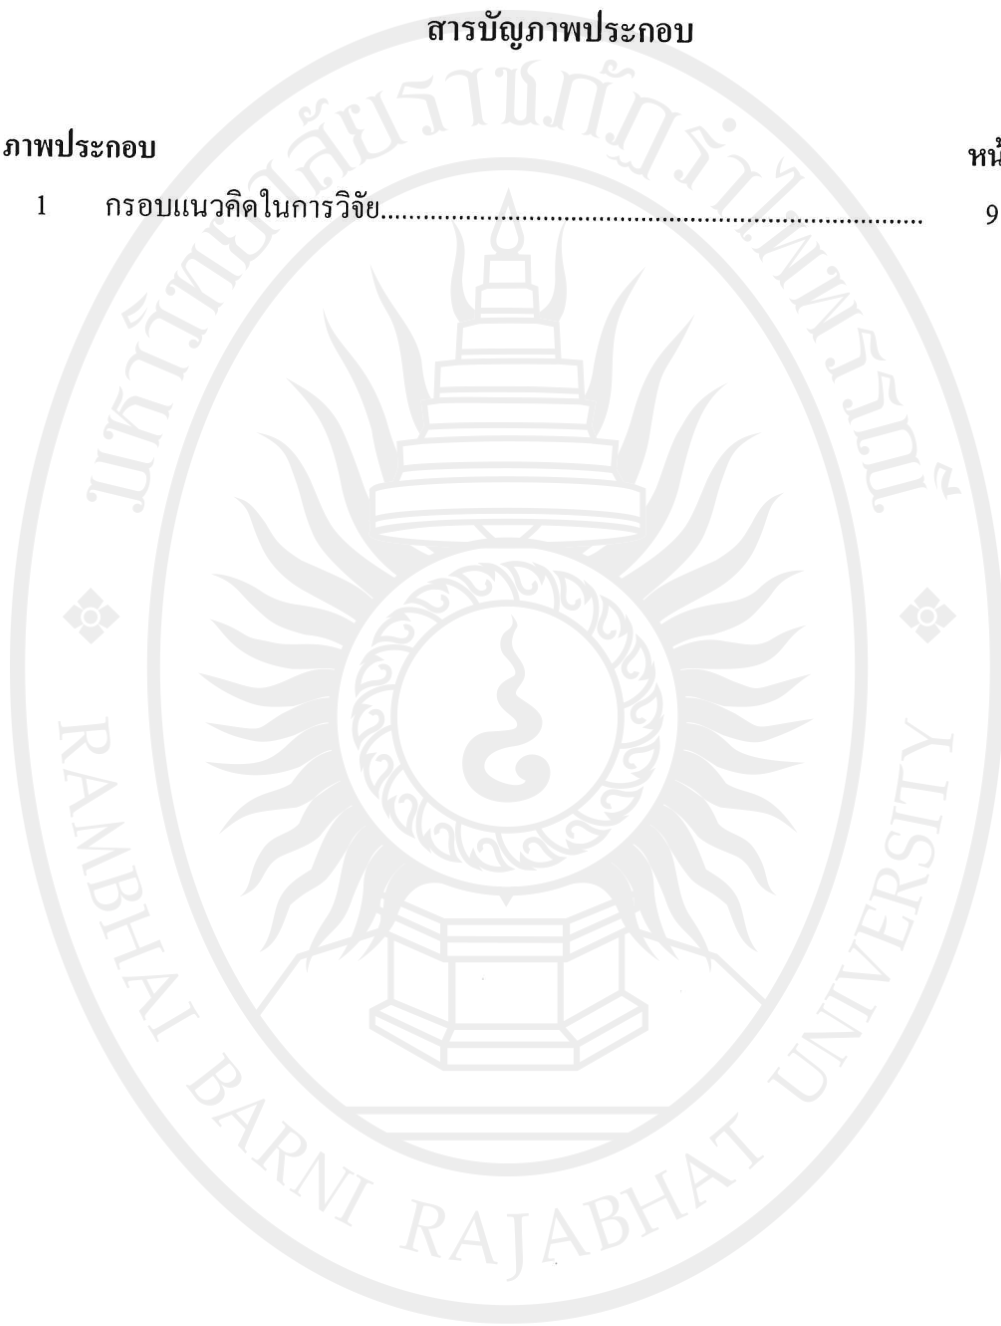 สารบัญภาพประกอบ
ภาพประกอบ
หน้
1 กรอบแนวคิดในการวิจัย 9
มหาวิทยาลัยราชภัฏรำไพพรรณี
RAMBHAI BARNI RAJABHAT UNIVERSITY